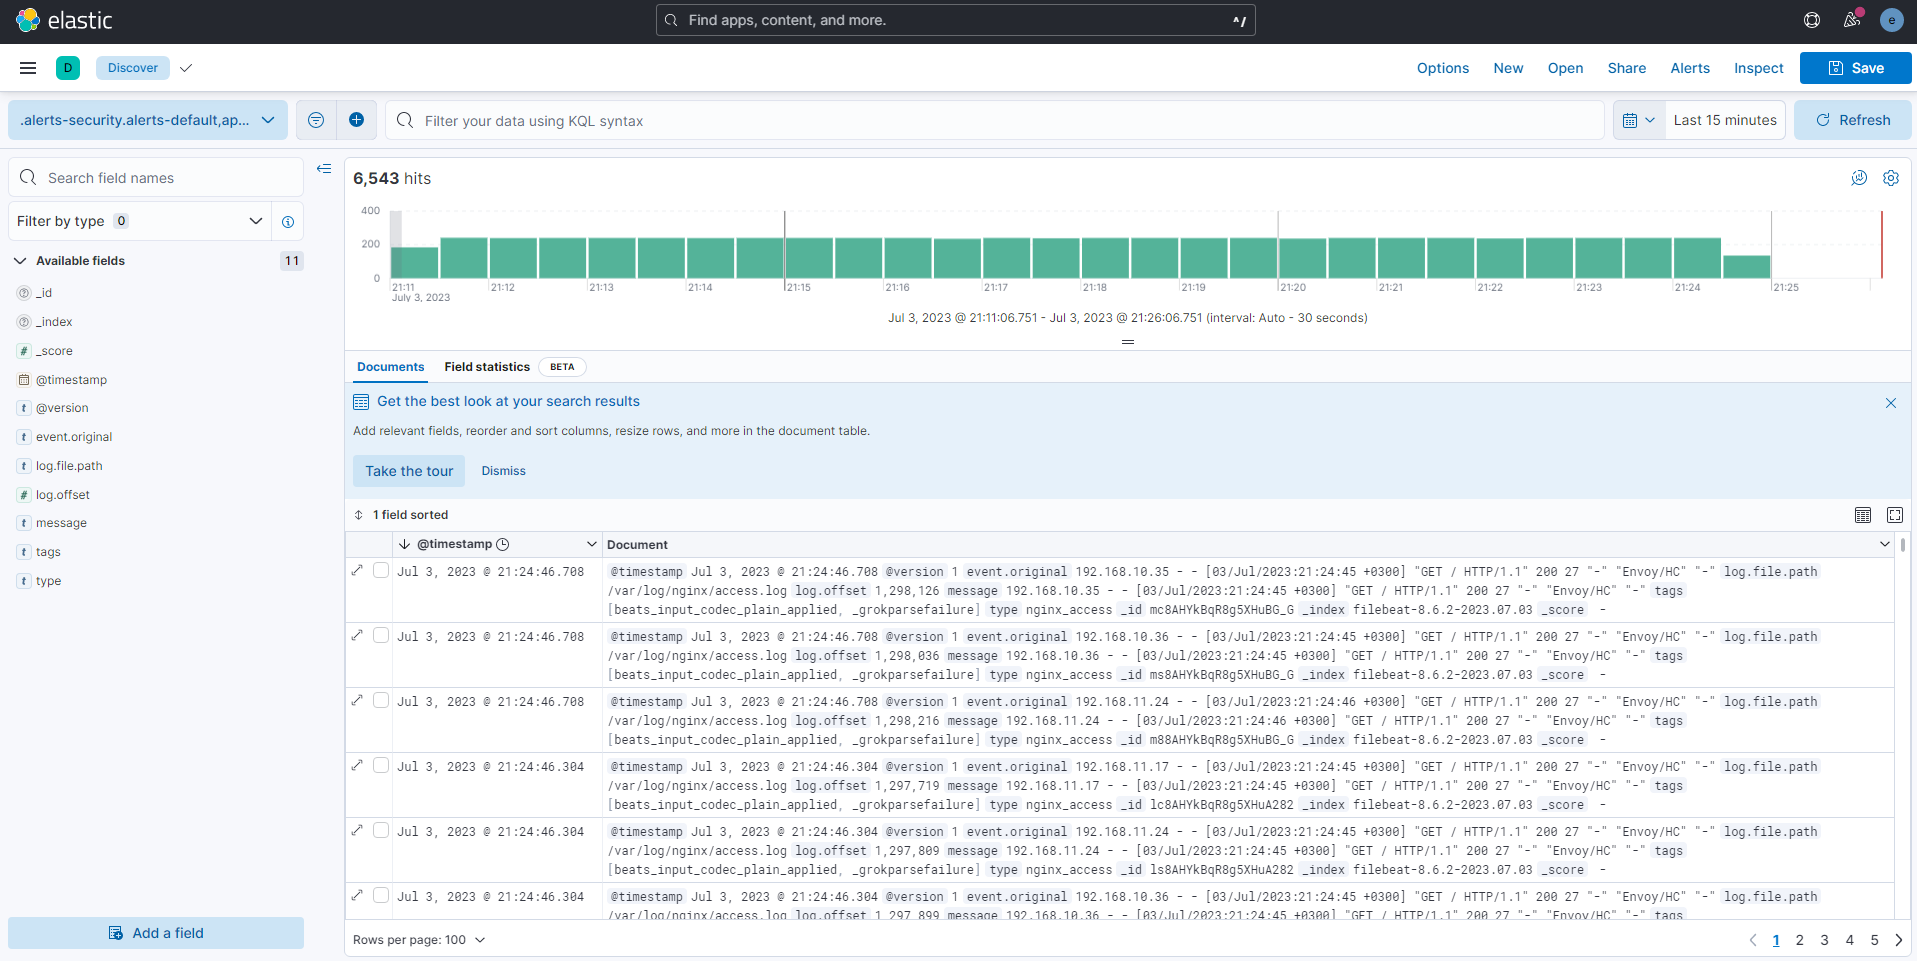 elastic
Find apps, content, and more.
^/
e
D
Discover
Options
New
Open
Share
Alerts
Inspect
Save
.alerts-security.alerts-default,ap...
Filter your data using KQL syntax
Last 15 minutes
Refresh
Search field names
Filter by type 0
Available fields 11
_id
_index
_score
@timestamp
@version
event.original
log.file.path
log.offset
message
tags
type
Add a field
6,543 hits
400
200
0
21:11 21:12 21:13 21:14 21:15 21:16 21:17 21:18 21:19 21:20 21:21 21:22 21:23 21:24 21:25
July 3, 2023
Jul 3, 2023 @ 21:11:06.751 - Jul 3, 2023 @ 21:26:06.751 (interval: Auto - 30 seconds)
Documents
Field statistics
BETA
Get the best look at your search results
Add relevant fields, reorder and sort columns, resize rows, and more in the document table.
Take the tour
Dismiss
1 field sorted
@timestamp
Document
Jul 3, 2023 @ 21:24:46.708 @timestamp Jul 3, 2023 @ 21:24:46.708 @version 1 event.original 192.168.10.35 - - [03/Jul/2023:21:24:45 +0300] "GET / HTTP/1.1" 200 27 "-" "Envoy/HC" "-" log.file.path
/var/log/nginx/access.log log.offset 1,298,126 message 192.168.10.35 - - [03/Jul/2023:21:24:45 +0300] "GET / HTTP/1.1" 200 27 "-" "Envoy/HC" "-" tags
[beats_input_codec_plain_applied, _grokparsefailure] type nginx_access _id mc8AHYkBqR8g5XHuBG_G _index filebeat-8.6.2-2023.07.03 _score -
Jul 3, 2023 @ 21:24:46.708 @timestamp Jul 3, 2023 @ 21:24:46.708 @version 1 event.original 192.168.10.36 - - [03/Jul/2023:21:24:45 +0300] "GET / HTTP/1.1" 200 27 "-" "Envoy/HC" "-" log.file.path
/var/log/nginx/access.log log.offset 1,298,036 message 192.168.10.36 - - [03/Jul/2023:21:24:45 +0300] "GET / HTTP/1.1" 200 27 "-" "Envoy/HC" "-" tags
[beats_input_codec_plain_applied, _grokparsefailure] type nginx_access _id ms8AHYkBqR8g5XHuBG_G _index filebeat-8.6.2-2023.07.03 _score -
Jul 3, 2023 @ 21:24:46.708 @timestamp Jul 3, 2023 @ 21:24:46.708 @version 1 event.original 192.168.11.24 - - [03/Jul/2023:21:24:46 +0300] "GET / HTTP/1.1" 200 27 "-" "Envoy/HC" "-" log.file.path
/var/log/nginx/access.log log.offset 1,298,216 message 192.168.11.24 - - [03/Jul/2023:21:24:46 +0300] "GET / HTTP/1.1" 200 27 "-" "Envoy/HC" "-" tags
[beats_input_codec_plain_applied, _grokparsefailure] type nginx_access _id m88AHYkBqR8g5XHuBG_G _index filebeat-8.6.2-2023.07.03 _score -
Jul 3, 2023 @ 21:24:46.304 @timestamp Jul 3, 2023 @ 21:24:46.304 @version 1 event.original 192.168.11.17 - - [03/Jul/2023:21:24:45 +0300] "GET / HTTP/1.1" 200 27 "-" "Envoy/HC" "-" log.file.path
/var/log/nginx/access.log log.offset 1,297,719 message 192.168.11.17 - - [03/Jul/2023:21:24:45 +0300] "GET / HTTP/1.1" 200 27 "-" "Envoy/HC" "-" tags
[beats_input_codec_plain_applied, _grokparsefailure] type nginx_access _id lc8AHYkBqR8g5XHuA282 _index filebeat-8.6.2-2023.07.03 _score -
Jul 3, 2023 @ 21:24:46.304 @timestamp Jul 3, 2023 @ 21:24:46.304 @version 1 event.original 192.168.11.24 - - [03/Jul/2023:21:24:45 +0300] "GET / HTTP/1.1" 200 27 "-" "Envoy/HC" "-" log.file.path
/var/log/nginx/access.log log.offset 1,297,809 message 192.168.11.24 - - [03/Jul/2023:21:24:45 +0300] "GET / HTTP/1.1" 200 27 "-" "Envoy/HC" "-" tags
[beats_input_codec_plain_applied, _grokparsefailure] type nginx_access _id ls8AHYkBqR8g5XHuA282 _index filebeat-8.6.2-2023.07.03 _score -
Jul 3, 2023 @ 21:24:46.304 @timestamp Jul 3, 2023 @ 21:24:46.304 @version 1 event.original 192.168.10.36 - - [03/Jul/2023:21:24:45 +0300] "GET / HTTP/1.1" 200 27 "-" "Envoy/HC" "-" log.file.path
/var/log/nginx/access.log log.offset 1,297,899 message 192.168.10.36 - - [03/Jul/2023:21:24:45 +0300] "GET / HTTP/1.1" 200 27 "-" "Envoy/HC" "-" tags
Rows per page: 100
1 2 3 4 5